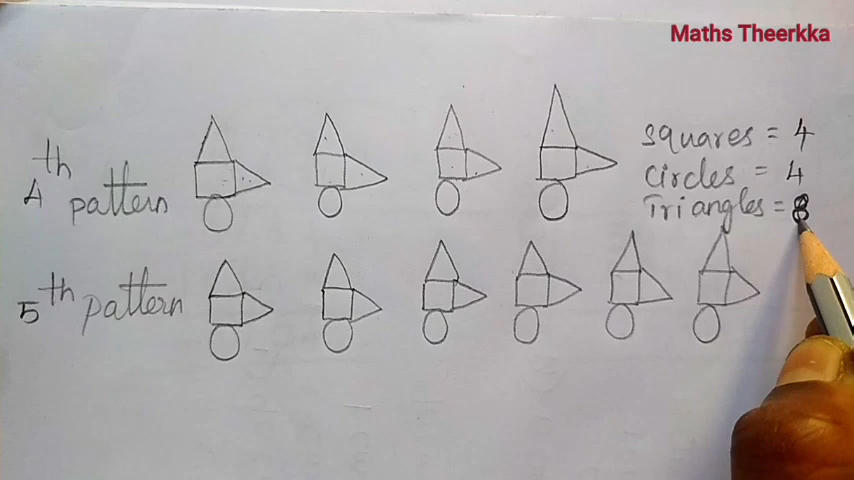 Maths Theerkka
4th pattern
squares = 4
circles = 4
Triangles = 8
5th pattern